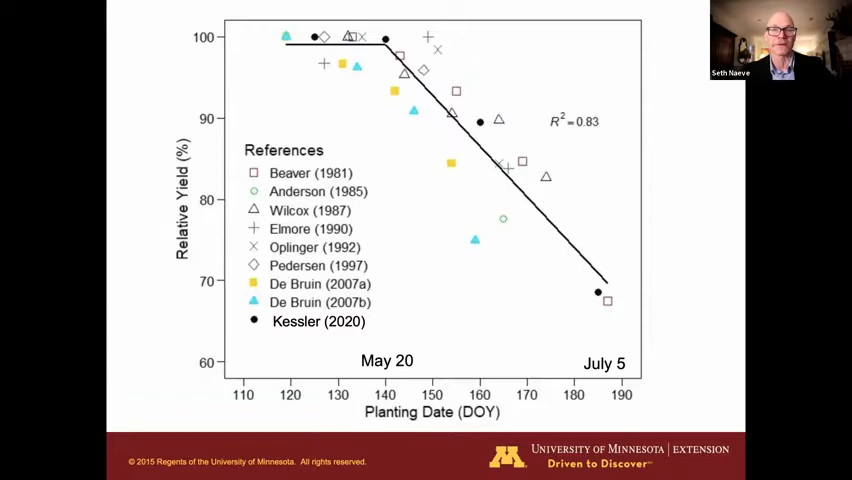 Seth Naeve
100
90
80
70
60
Relative Yield (%)
R²=0.83
References
Beaver (1981)
Anderson (1985)
Wilcox (1987)
Elmore (1990)
Oplinger (1992)
Pedersen (1997)
De Bruin (2007a)
De Bruin (2007b)
Kessler (2020)
May 20
July 5
110 120 130 140 150 160 170 180 190
Planting Date (DOY)
© 2015 Regents of the University of Minnesota. All rights reserved.
M
UNIVERSITY OF MINNESOTA | EXTENSION
Driven to Discover℠